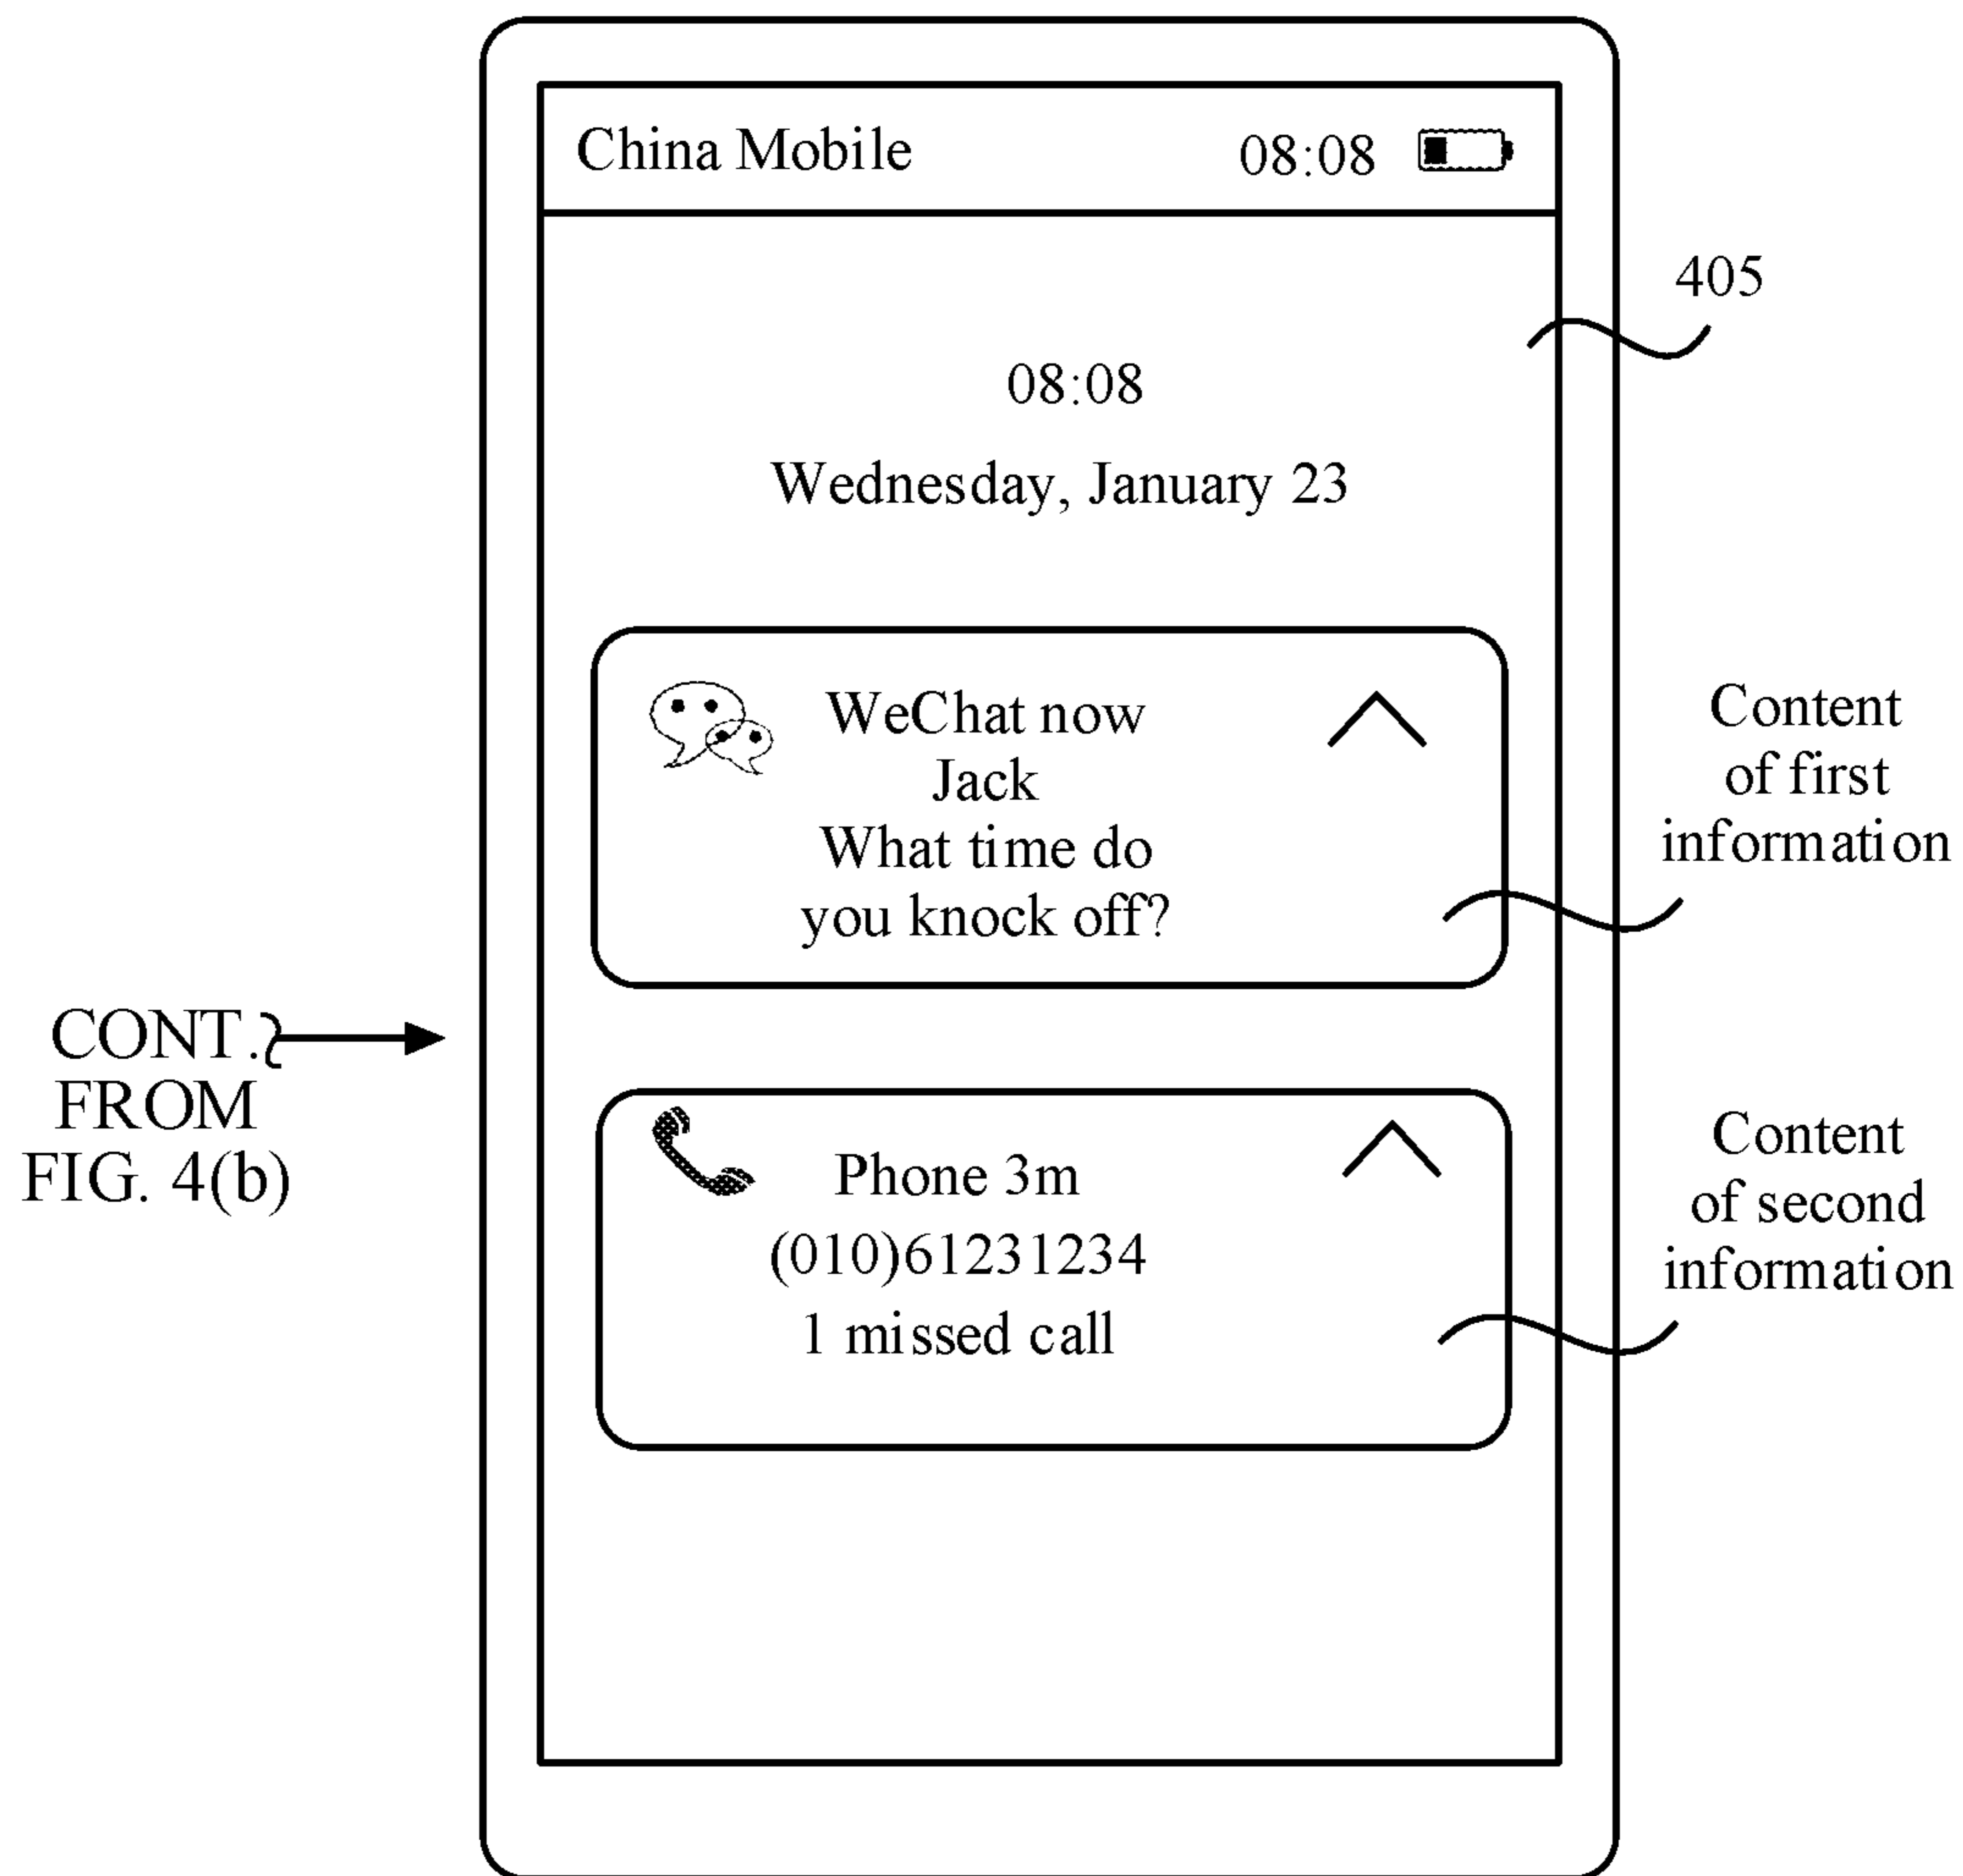 China Mobile 08:08
405
08:08
Wednesday, January 23
WeChat now
Jack
What time do
you knock off?
Content
of first
information
CONT.
FROM
FIG. 4(b)
Phone 3m
(010)61231234
1 missed call
Content
of second
information